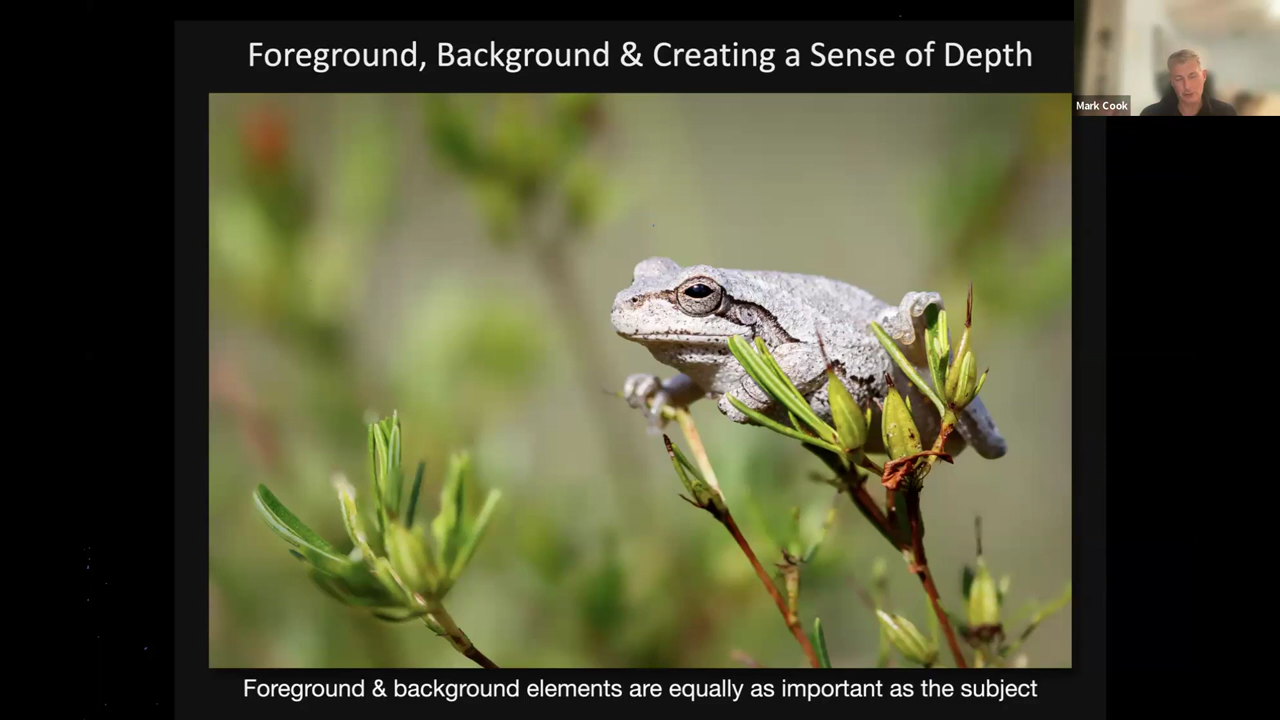 Foreground, Background & Creating a Sense of Depth
Mark Cook
Foreground & background elements are equally as important as the subject